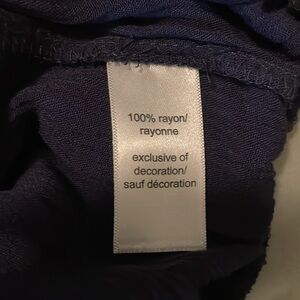 100% rayon/
rayonne
exclusive of
decoration/
sauf décoration